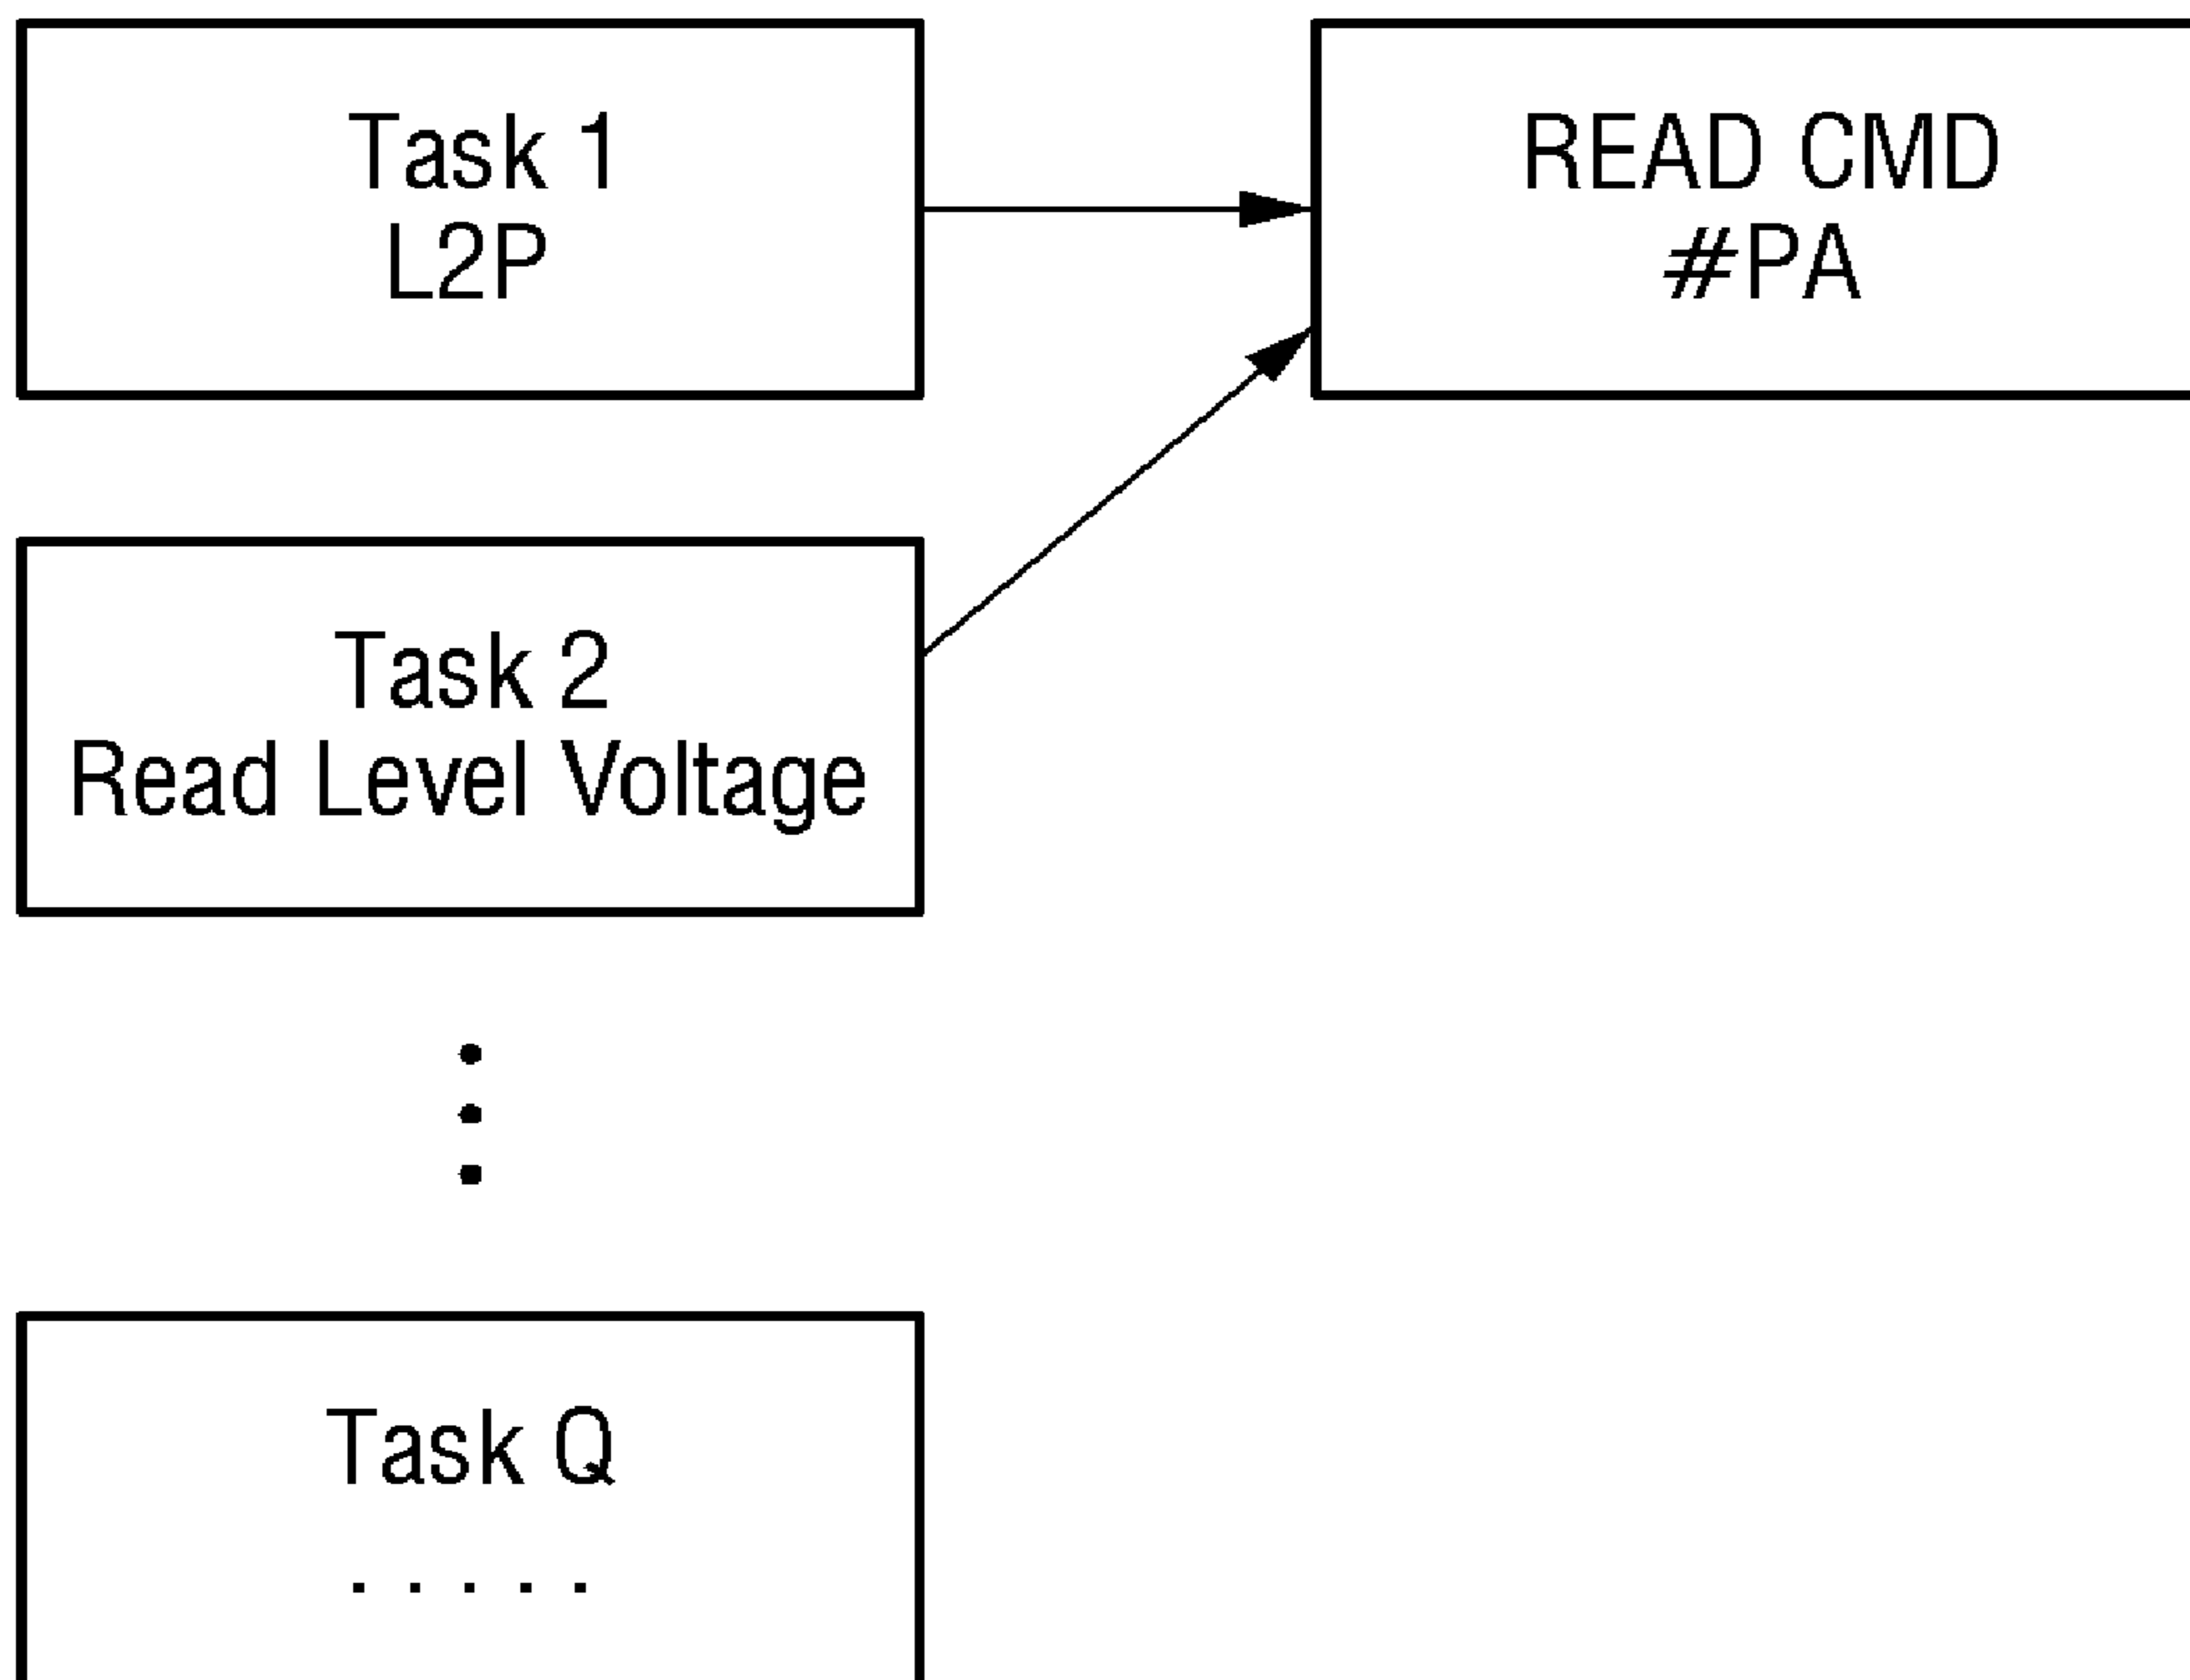 Task 1
L2P
READ CMD
#PA
Task 2
Read Level Voltage
Task Q
. . . . .